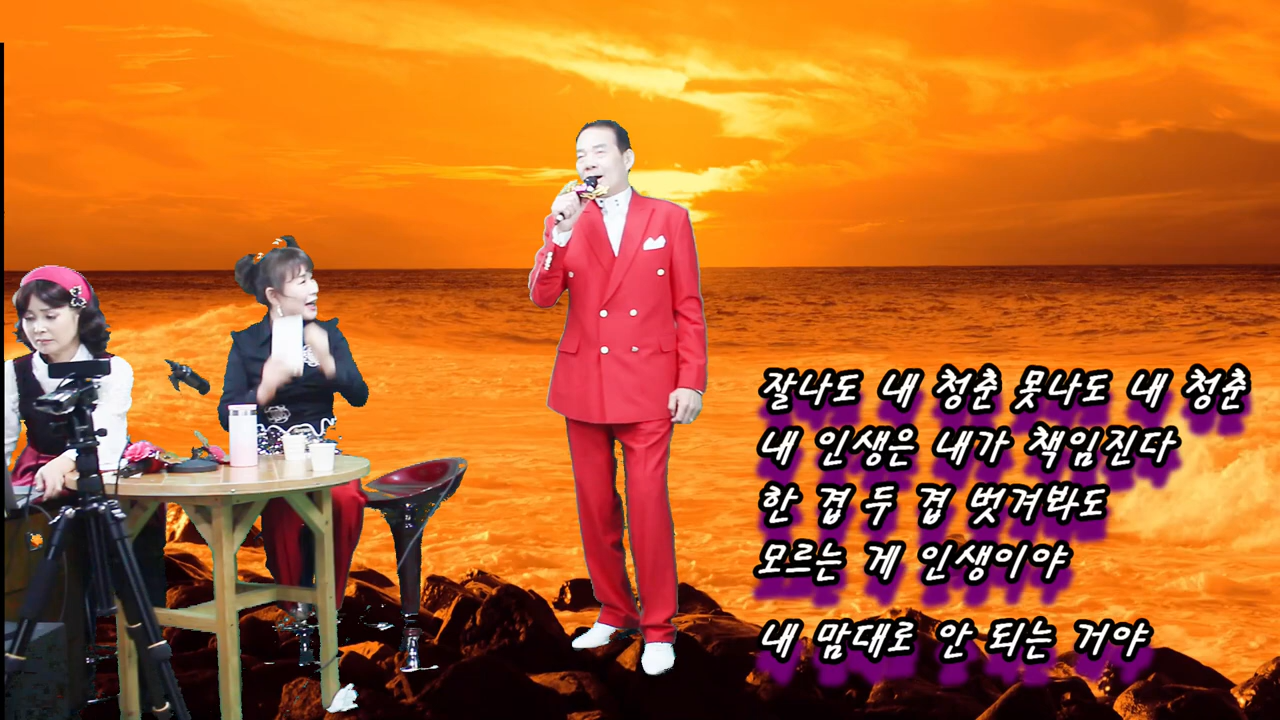 잘나도 내 청춘 못나도 내 청춘
내 인생은 내가 책임진다
한 겹 두 겹 벗겨봐도
모르는 게 인생이야
내 맘대로 안 되는 거야